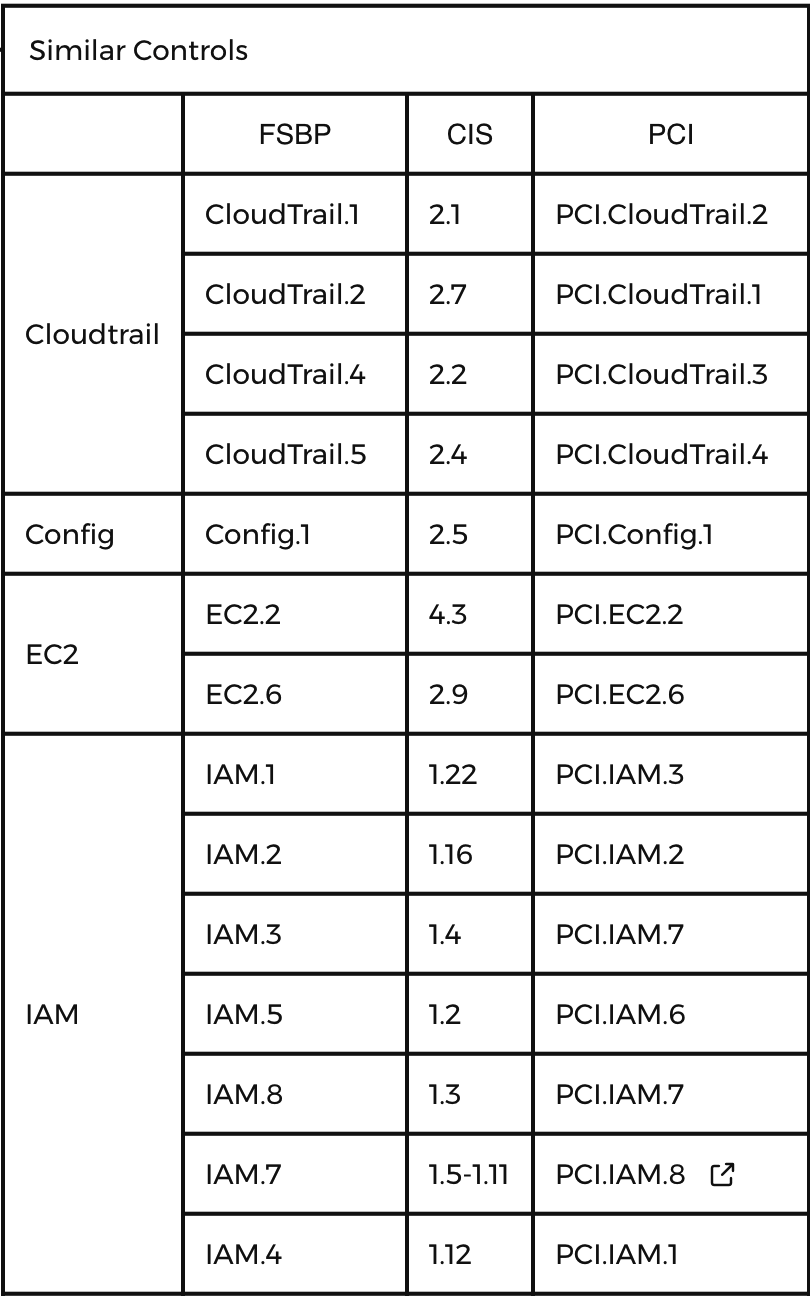 Similar Controls
FSBP CIS PCI
Cloudtrail
CloudTrail.1 2.1 PCI.CloudTrail.2
CloudTrail.2 2.7 PCI.CloudTrail.1
CloudTrail.4 2.2 PCI.CloudTrail.3
CloudTrail.5 2.4 PCI.CloudTrail.4
Config Config.1 2.5 PCI.Config.1
EC2
EC2.2 4.3 PCI.EC2.2
EC2.6 2.9 PCI.EC2.6
IAM
IAM.1 1.22 PCI.IAM.3
IAM.2 1.16 PCI.IAM.2
IAM.3 1.4 PCI.IAM.7
IAM.5 1.2 PCI.IAM.6
IAM.8 1.3 PCI.IAM.7
IAM.7 1.5-1.11 PCI.IAM.8
IAM.4 1.12 PCI.IAM.1